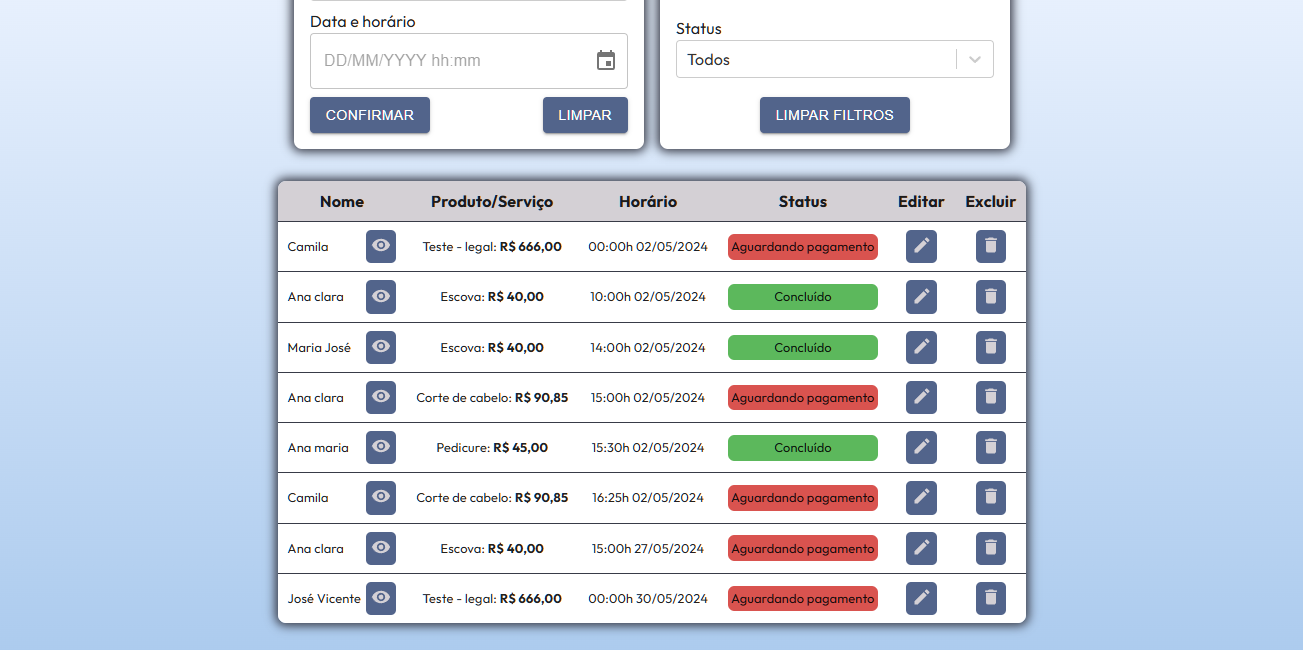 Data e horário
DD/MM/YYYY hh:mm
CONFIRMAR LIMPAR
Status
Todos
LIMPAR FILTROS
Nome Produto/Serviço Horário Status Editar Excluir
Camila Teste - legal: R$ 666,00 00:00h 02/05/2024 Aguardando pagamento
Ana clara Escova: R$ 40,00 10:00h 02/05/2024 Concluído
Maria José Escova: R$ 40,00 14:00h 02/05/2024 Concluído
Ana clara Corte de cabelo: R$ 90,85 15:00h 02/05/2024 Aguardando pagamento
Ana maria Pedicure: R$ 45,00 15:30h 02/05/2024 Concluído
Camila Corte de cabelo: R$ 90,85 16:25h 02/05/2024 Aguardando pagamento
Ana clara Escova: R$ 40,00 15:00h 27/05/2024 Aguardando pagamento
José Vicente Teste - legal: R$ 666,00 00:00h 30/05/2024 Aguardando pagamento